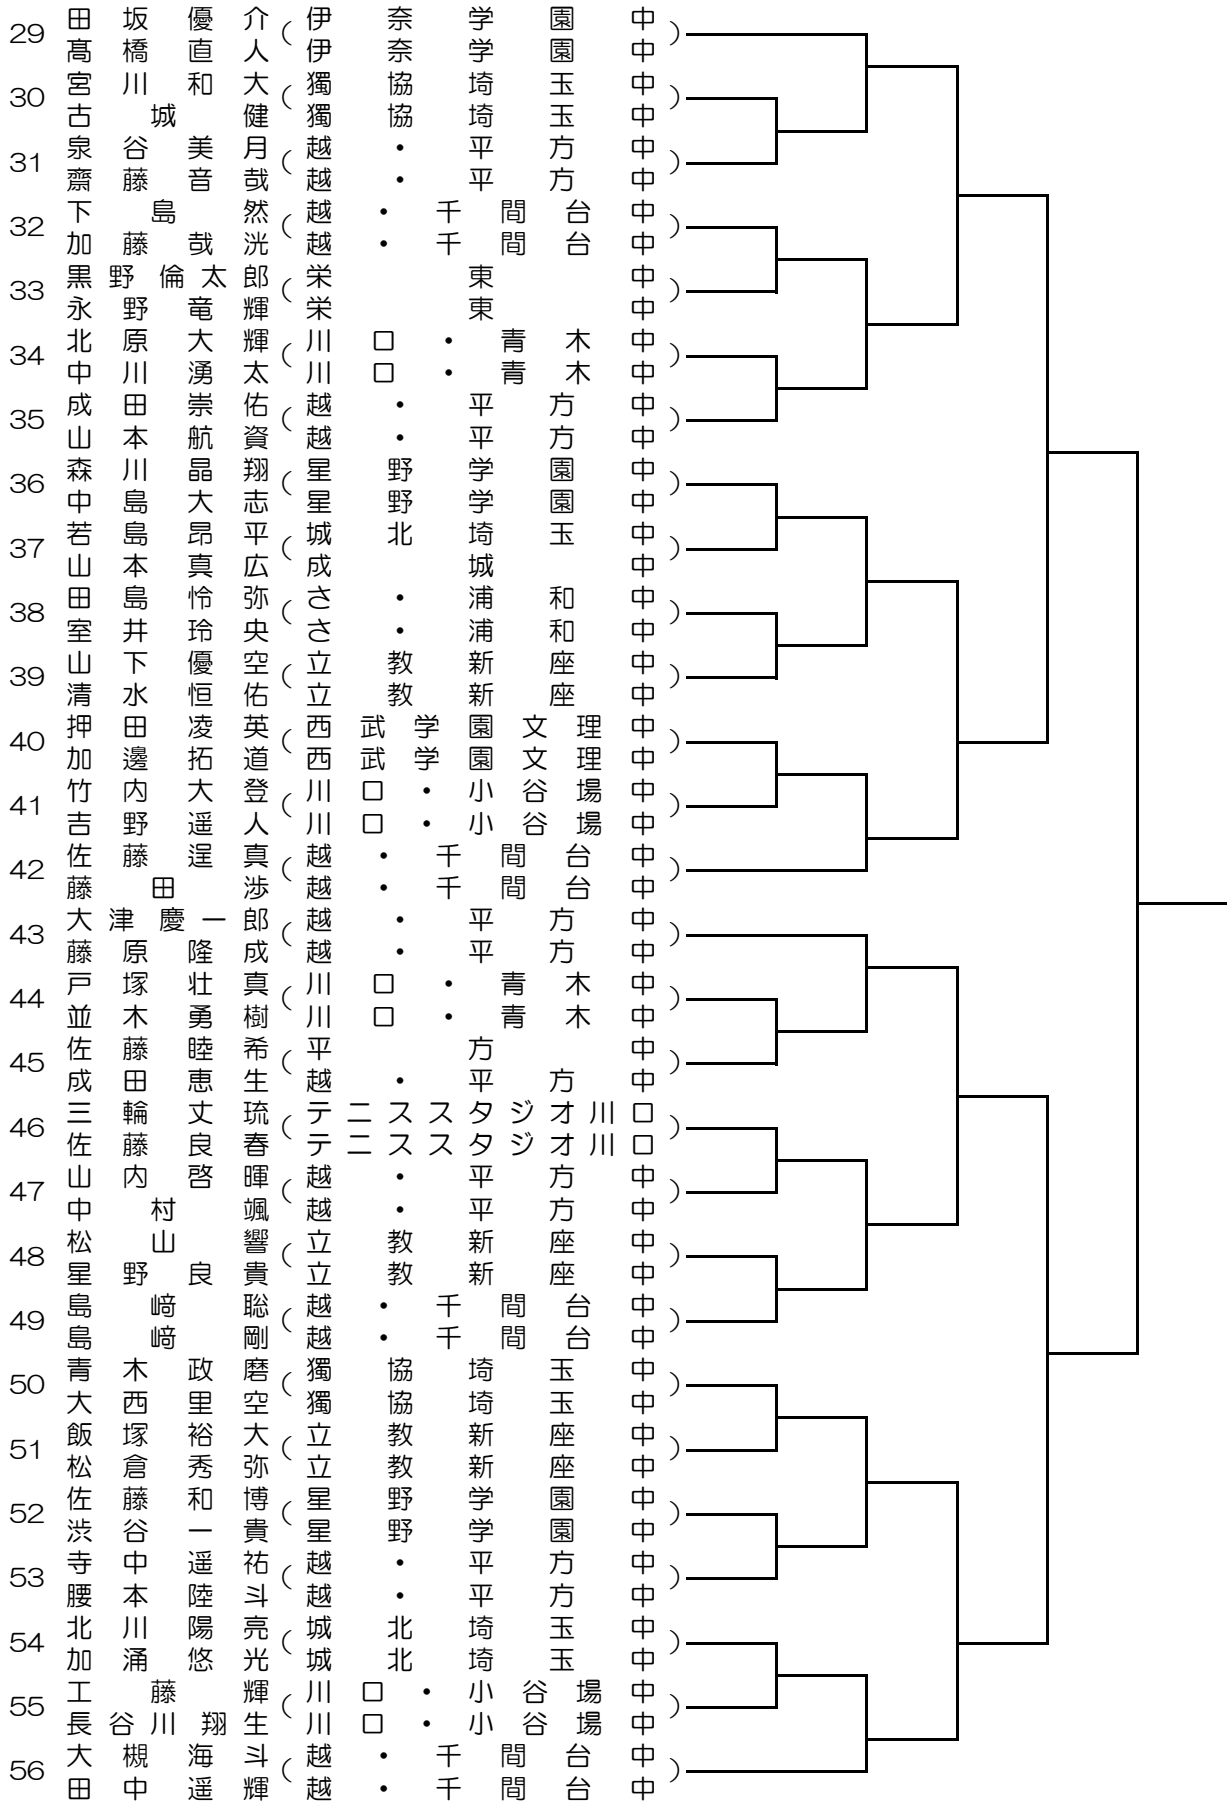 田坂優介 伊奈学園中
29 ( )
髙橋直人 伊奈学園中
宮川和大 獨協埼玉中
30 ( )
古城健 獨協埼玉中
泉谷美月 越・平方中
31 ( )
齋藤音哉 越・平方中
下島然 越・千間台中
32 ( )
加藤哉洸 越・千間台中
黒野倫太郎 栄東中
33 ( )
永野竜輝 栄東中
北原大輝 川口・青木中
34 ( )
中川湧太 川口・青木中
成田崇佑 越・平方中
35 ( )
山本航資 越・平方中
森川晶翔 星野学園中
36 ( )
中島大志 星野学園中
若島昂平 城北埼玉中
37 ( )
山本真広 成城中
田島怜弥 さ・浦和中
38 ( )
室井玲央 さ・浦和中
山下優空 立教新座中
39 ( )
清水恒佑 立教新座中
押田凌英 西武学園文理中
40 ( )
加邊拓道 西武学園文理中
竹内大登 川口・小谷場中
41 ( )
吉野遥人 川口・小谷場中
佐藤逞真 越・千間台中
42 ( )
藤田渉 越・千間台中
大津慶一郎 越・平方中
43 ( )
藤原隆成 越・平方中
戸塚壮真 川口・青木中
44 ( )
並木勇樹 川口・青木中
佐藤睦希 平方中
45 ( )
成田恵生 越・平方中
三輪丈琉 テニススタジオ川口
46 ( )
佐藤良春 テニススタジオ川口
山内啓暉 越・平方中
47 ( )
中村颯 越・平方中
松山響 立教新座中
48 ( )
星野良貴 立教新座中
島﨑聡 越・千間台中
49 ( )
島﨑剛 越・千間台中
青木政磨 獨協埼玉中
50 ( )
大西里空 獨協埼玉中
飯塚裕大 立教新座中
51 ( )
松倉秀弥 立教新座中
佐藤和博 星野学園中
52 ( )
渋谷一貴 星野学園中
寺中遥祐 越・平方中
53 ( )
腰本陸斗 越・平方中
北川陽亮 城北埼玉中
54 ( )
加涌悠光 城北埼玉中
工藤輝 川口・小谷場中
55 ( )
長谷川翔生 川口・小谷場中
大槻海斗 越・千間台中
56 ( )
田中遥輝 越・千間台中